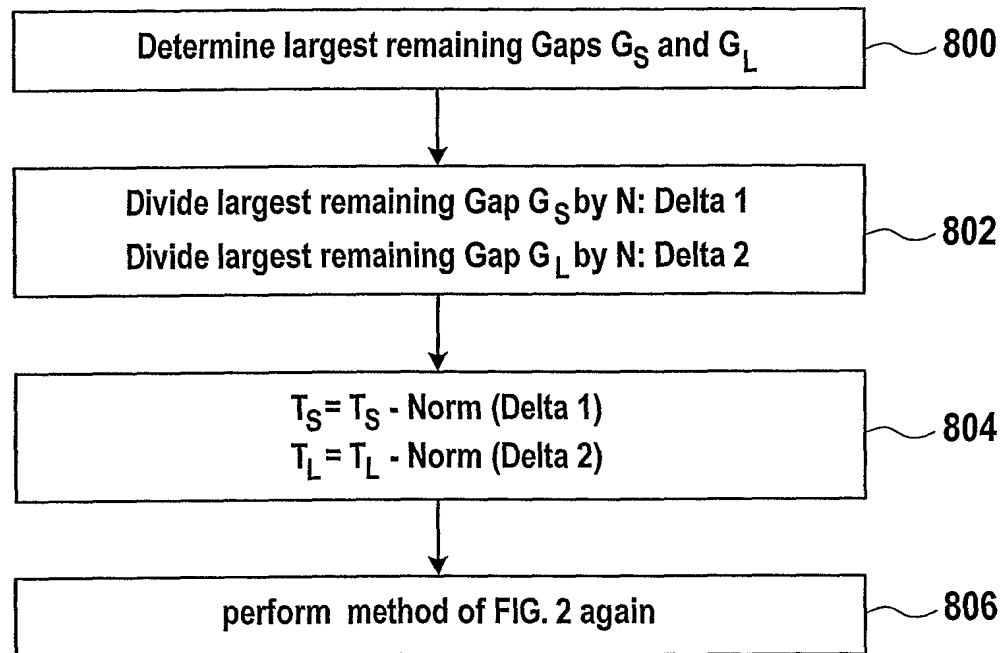 Determine largest remaining Gaps G_S and G_L
800
Divide largest remaining Gap G_S by N: Delta 1
Divide largest remaining Gap G_L by N: Delta 2
802
T_S = T_S - Norm (Delta 1)
T_L = T_L - Norm (Delta 2)
804
perform method of FIG. 2 again
806